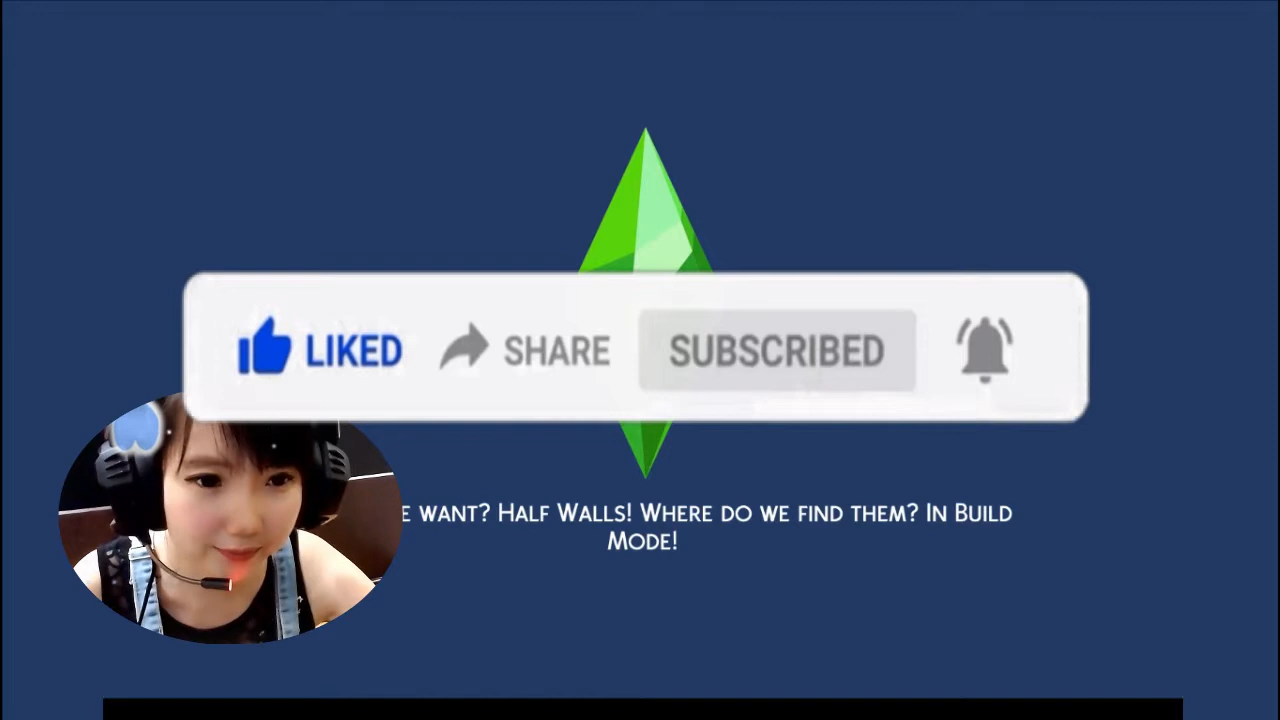 LIKED SHARE SUBSCRIBED
WANT? HALF WALLS! WHERE DO WE FIND THEM? IN BUILD
MODE!